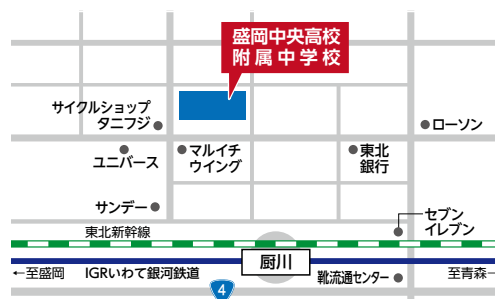 盛岡中央高校
附属中学校
サイクルショップ
タニフジ
ローソン
ユニバース
マルイチ
ウイング
東北
銀行
サンデー
セブン
イレブン
東北新幹線
厨川
←至盛岡
IGRいわて銀河鉄道
靴流通センター
至青森→
4